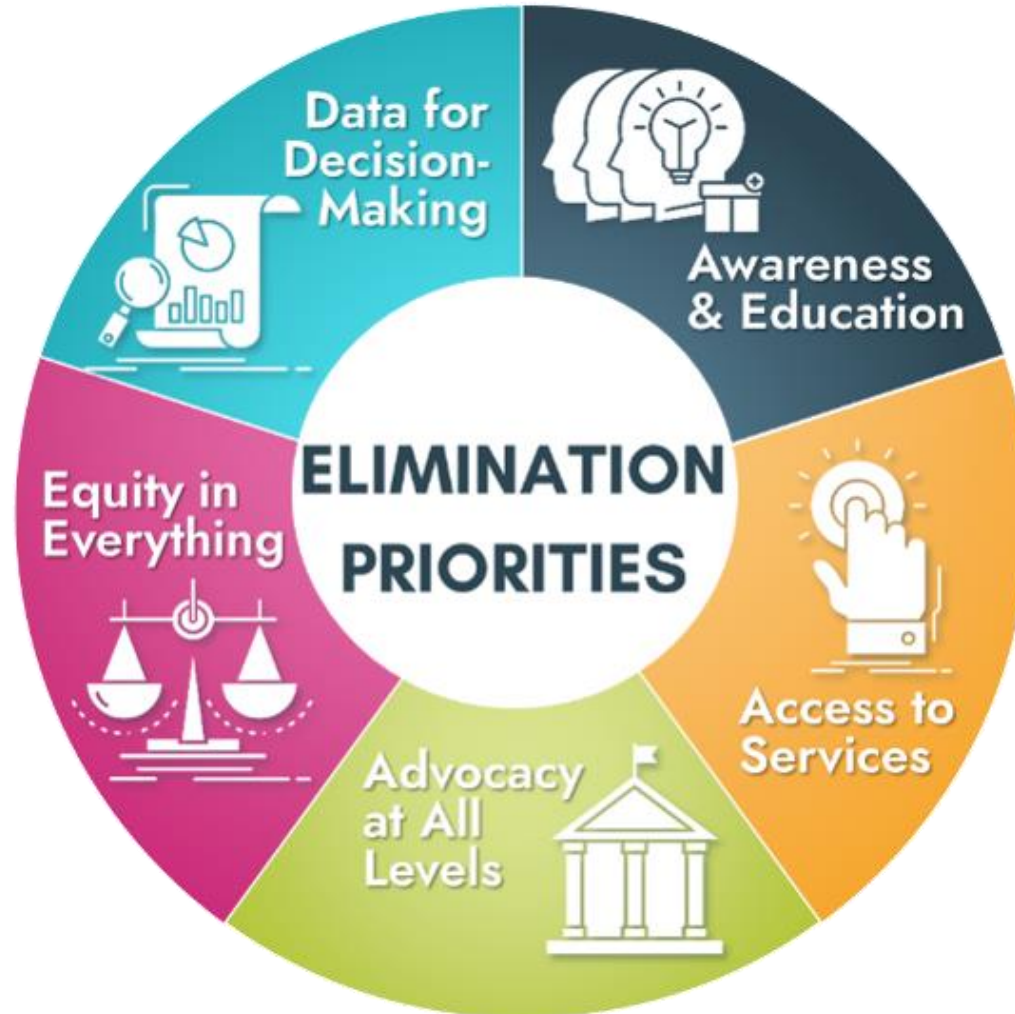 Data for
Decision-
Making
Awareness
& Education
ELIMINATION
PRIORITIES
Equity in
Everything
Access to
Services
Advocacy
at All
Levels